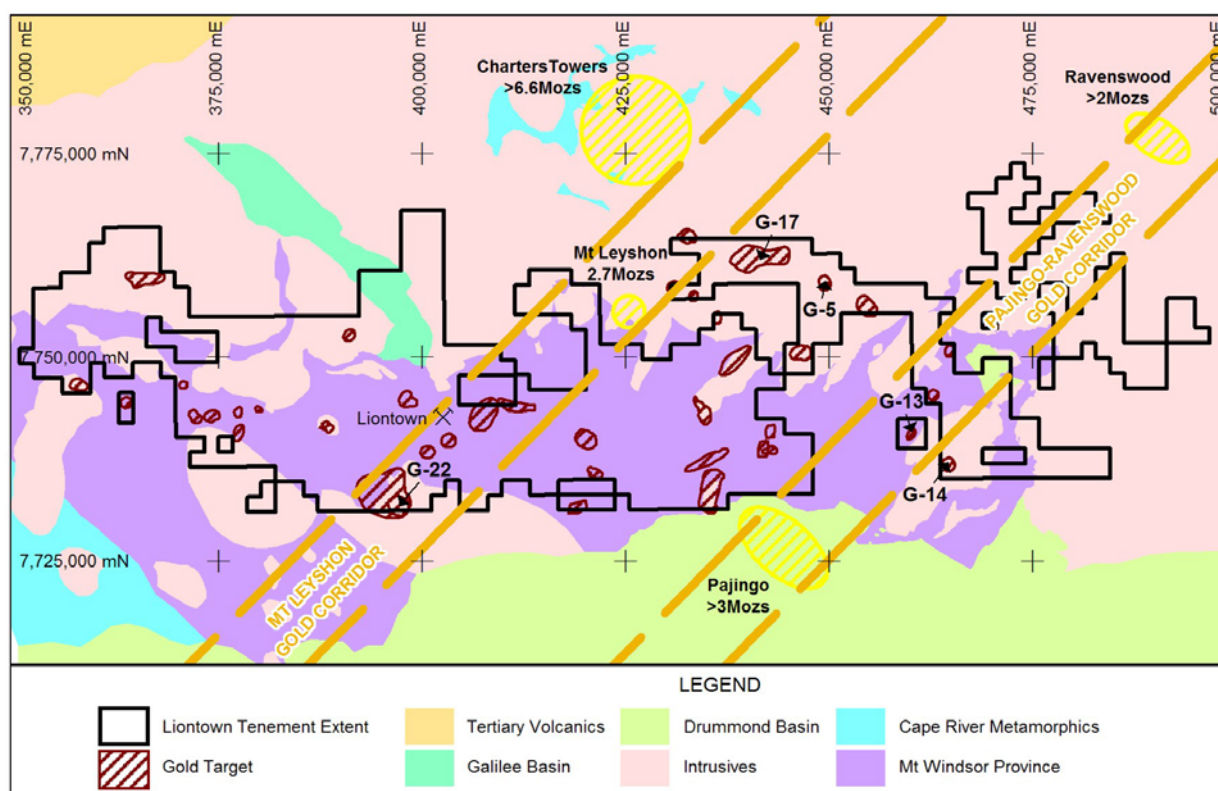 350,000 mE
375,000 mE
400,000 mE
425,000 mE
450,000 mE
475,000 mE
500,000 mE
ChartersTowers
>6.6Mozs
Ravenswood
>2Mozs
7,775,000 mN
G-17
Mt Leyshon
2.7Mozs
G-5
PAJINGO-RAVENSWOOD
GOLD CORRIDOR
7,750,000 mN
Liontown
G-13
G-22
G-14
7,725,000 mN
Pajingo
>3Mozs
MT LEYSHON
GOLD CORRIDOR
LEGEND
Liontown Tenement Extent
Tertiary Volcanics
Drummond Basin
Cape River Metamorphics
Gold Target
Galilee Basin
Intrusives
Mt Windsor Province